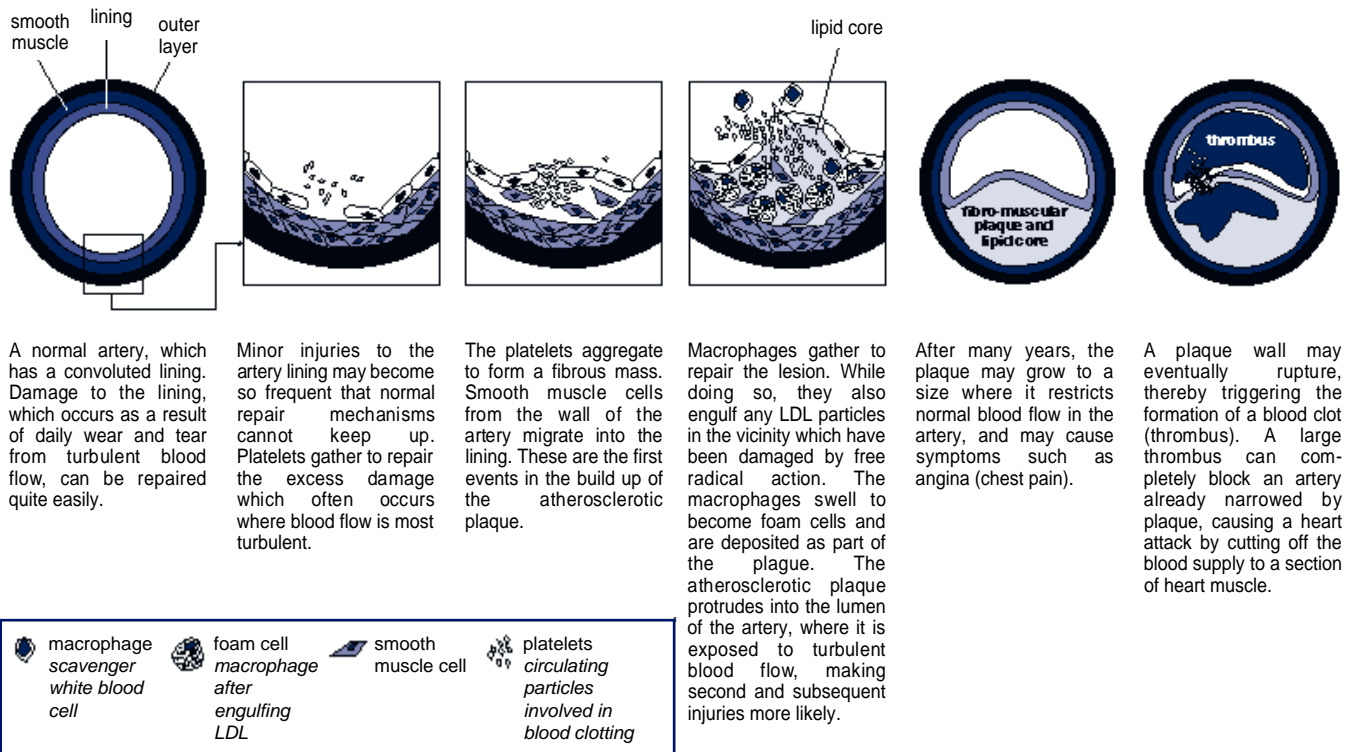 smooth
muscle
lining
outer
layer
lipid core
fibro-muscular
plaque and
lipid core
thrombus
A normal artery, which
has a convoluted lining.
Damage to the lining,
which occurs as a result
of daily wear and tear
from turbulent blood
flow, can be repaired
quite easily.
Minor injuries to the
artery lining may become
so frequent that normal
repair mechanisms
cannot keep up.
Platelets gather to repair
the excess damage
which often occurs
where blood flow is most
turbulent.
The platelets aggregate
to form a fibrous mass.
Smooth muscle cells
from the wall of the
artery migrate into the
lining. These are the first
events in the build up of
the atherosclerotic
plaque.
Macrophages gather to
repair the lesion. While
doing so, they also
engulf any LDL particles
in the vicinity which have
been damaged by free
radical action. The
macrophages swell to
become foam cells and
are deposited as part of
the plague. The
atherosclerotic plaque
protrudes into the lumen
of the artery, where it is
exposed to turbulent
blood flow, making
second and subsequent
injuries more likely.
After many years, the
plaque may grow to a
size where it restricts
normal blood flow in the
artery, and may cause
symptoms such as
angina (chest pain).
A plaque wall may
eventually rupture,
thereby triggering the
formation of a blood clot
(thrombus). A large
thrombus can com-
pletely block an artery
already narrowed by
plaque, causing a heart
attack by cutting off the
blood supply to a section
of heart muscle.
macrophage
scavenger
white blood
cell
foam cell
macrophage
after
engulfing
LDL
smooth
muscle cell
platelets
circulating
particles
involved in
blood clotting